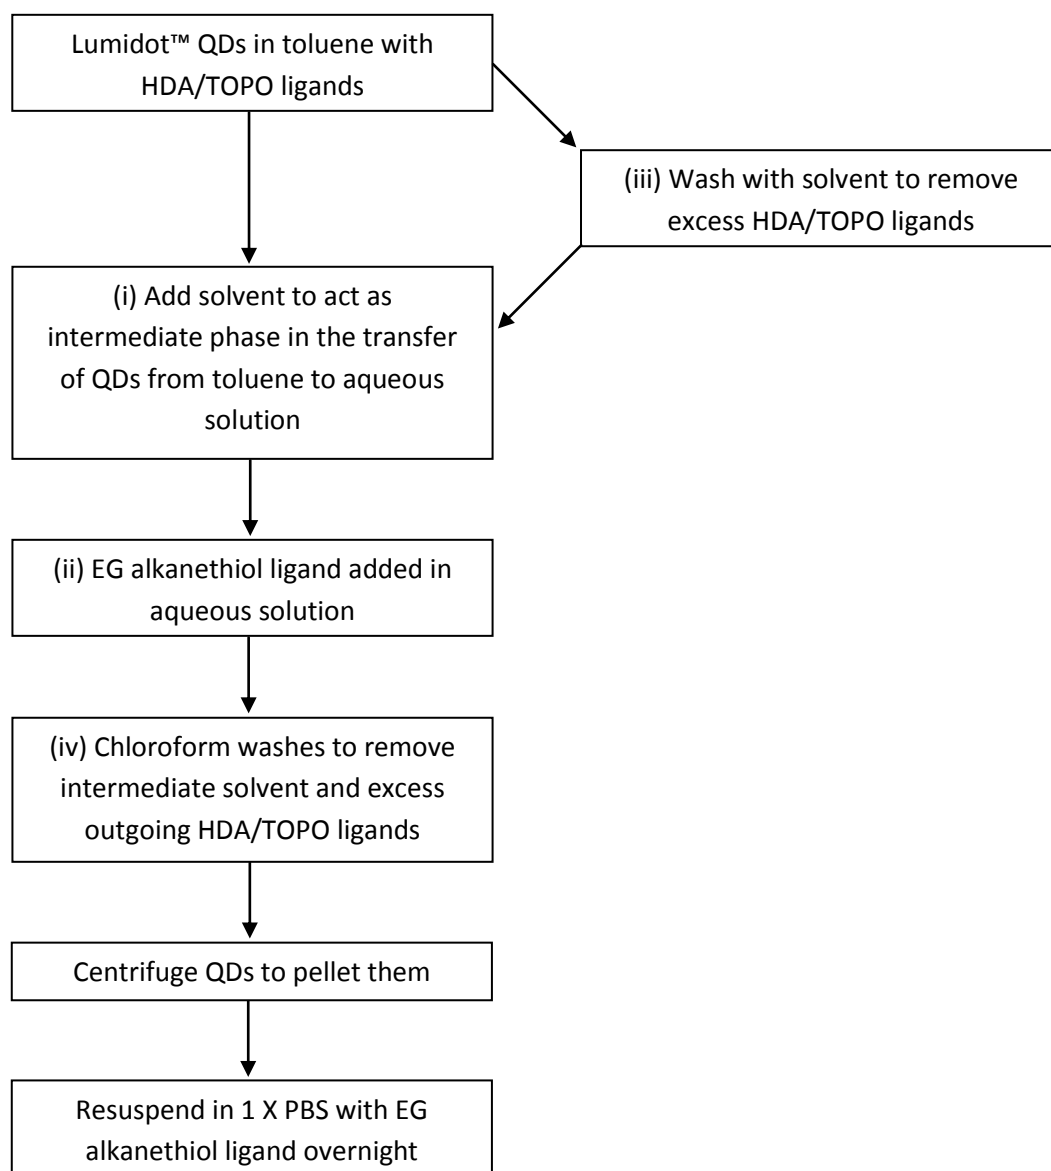 Lumidot™ QDs in toluene with
HDA/TOPO ligands
(iii) Wash with solvent to remove
excess HDA/TOPO ligands
(i) Add solvent to act as
intermediate phase in the transfer
of QDs from toluene to aqueous
solution
(ii) EG alkanethiol ligand added in
aqueous solution
(iv) Chloroform washes to remove
intermediate solvent and excess
outgoing HDA/TOPO ligands
Centrifuge QDs to pellet them
Resuspend in 1 X PBS with EG
alkanethiol ligand overnight